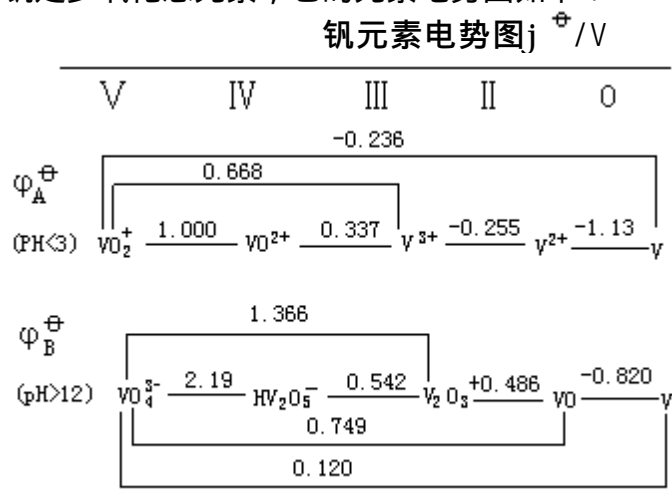 钒元素电势图j ⊖/V
V IV III II 0
-0.236
0.668
φA⊖
(PH<3) VO2+ 1.000 VO2+ 0.337 V3+ -0.255 V2+ -1.13 V
1.366
φB⊖
(pH>12) VO43- 2.19 HV2O5- 0.542 V2O3 +0.486 VO -0.820 V
0.749
0.120